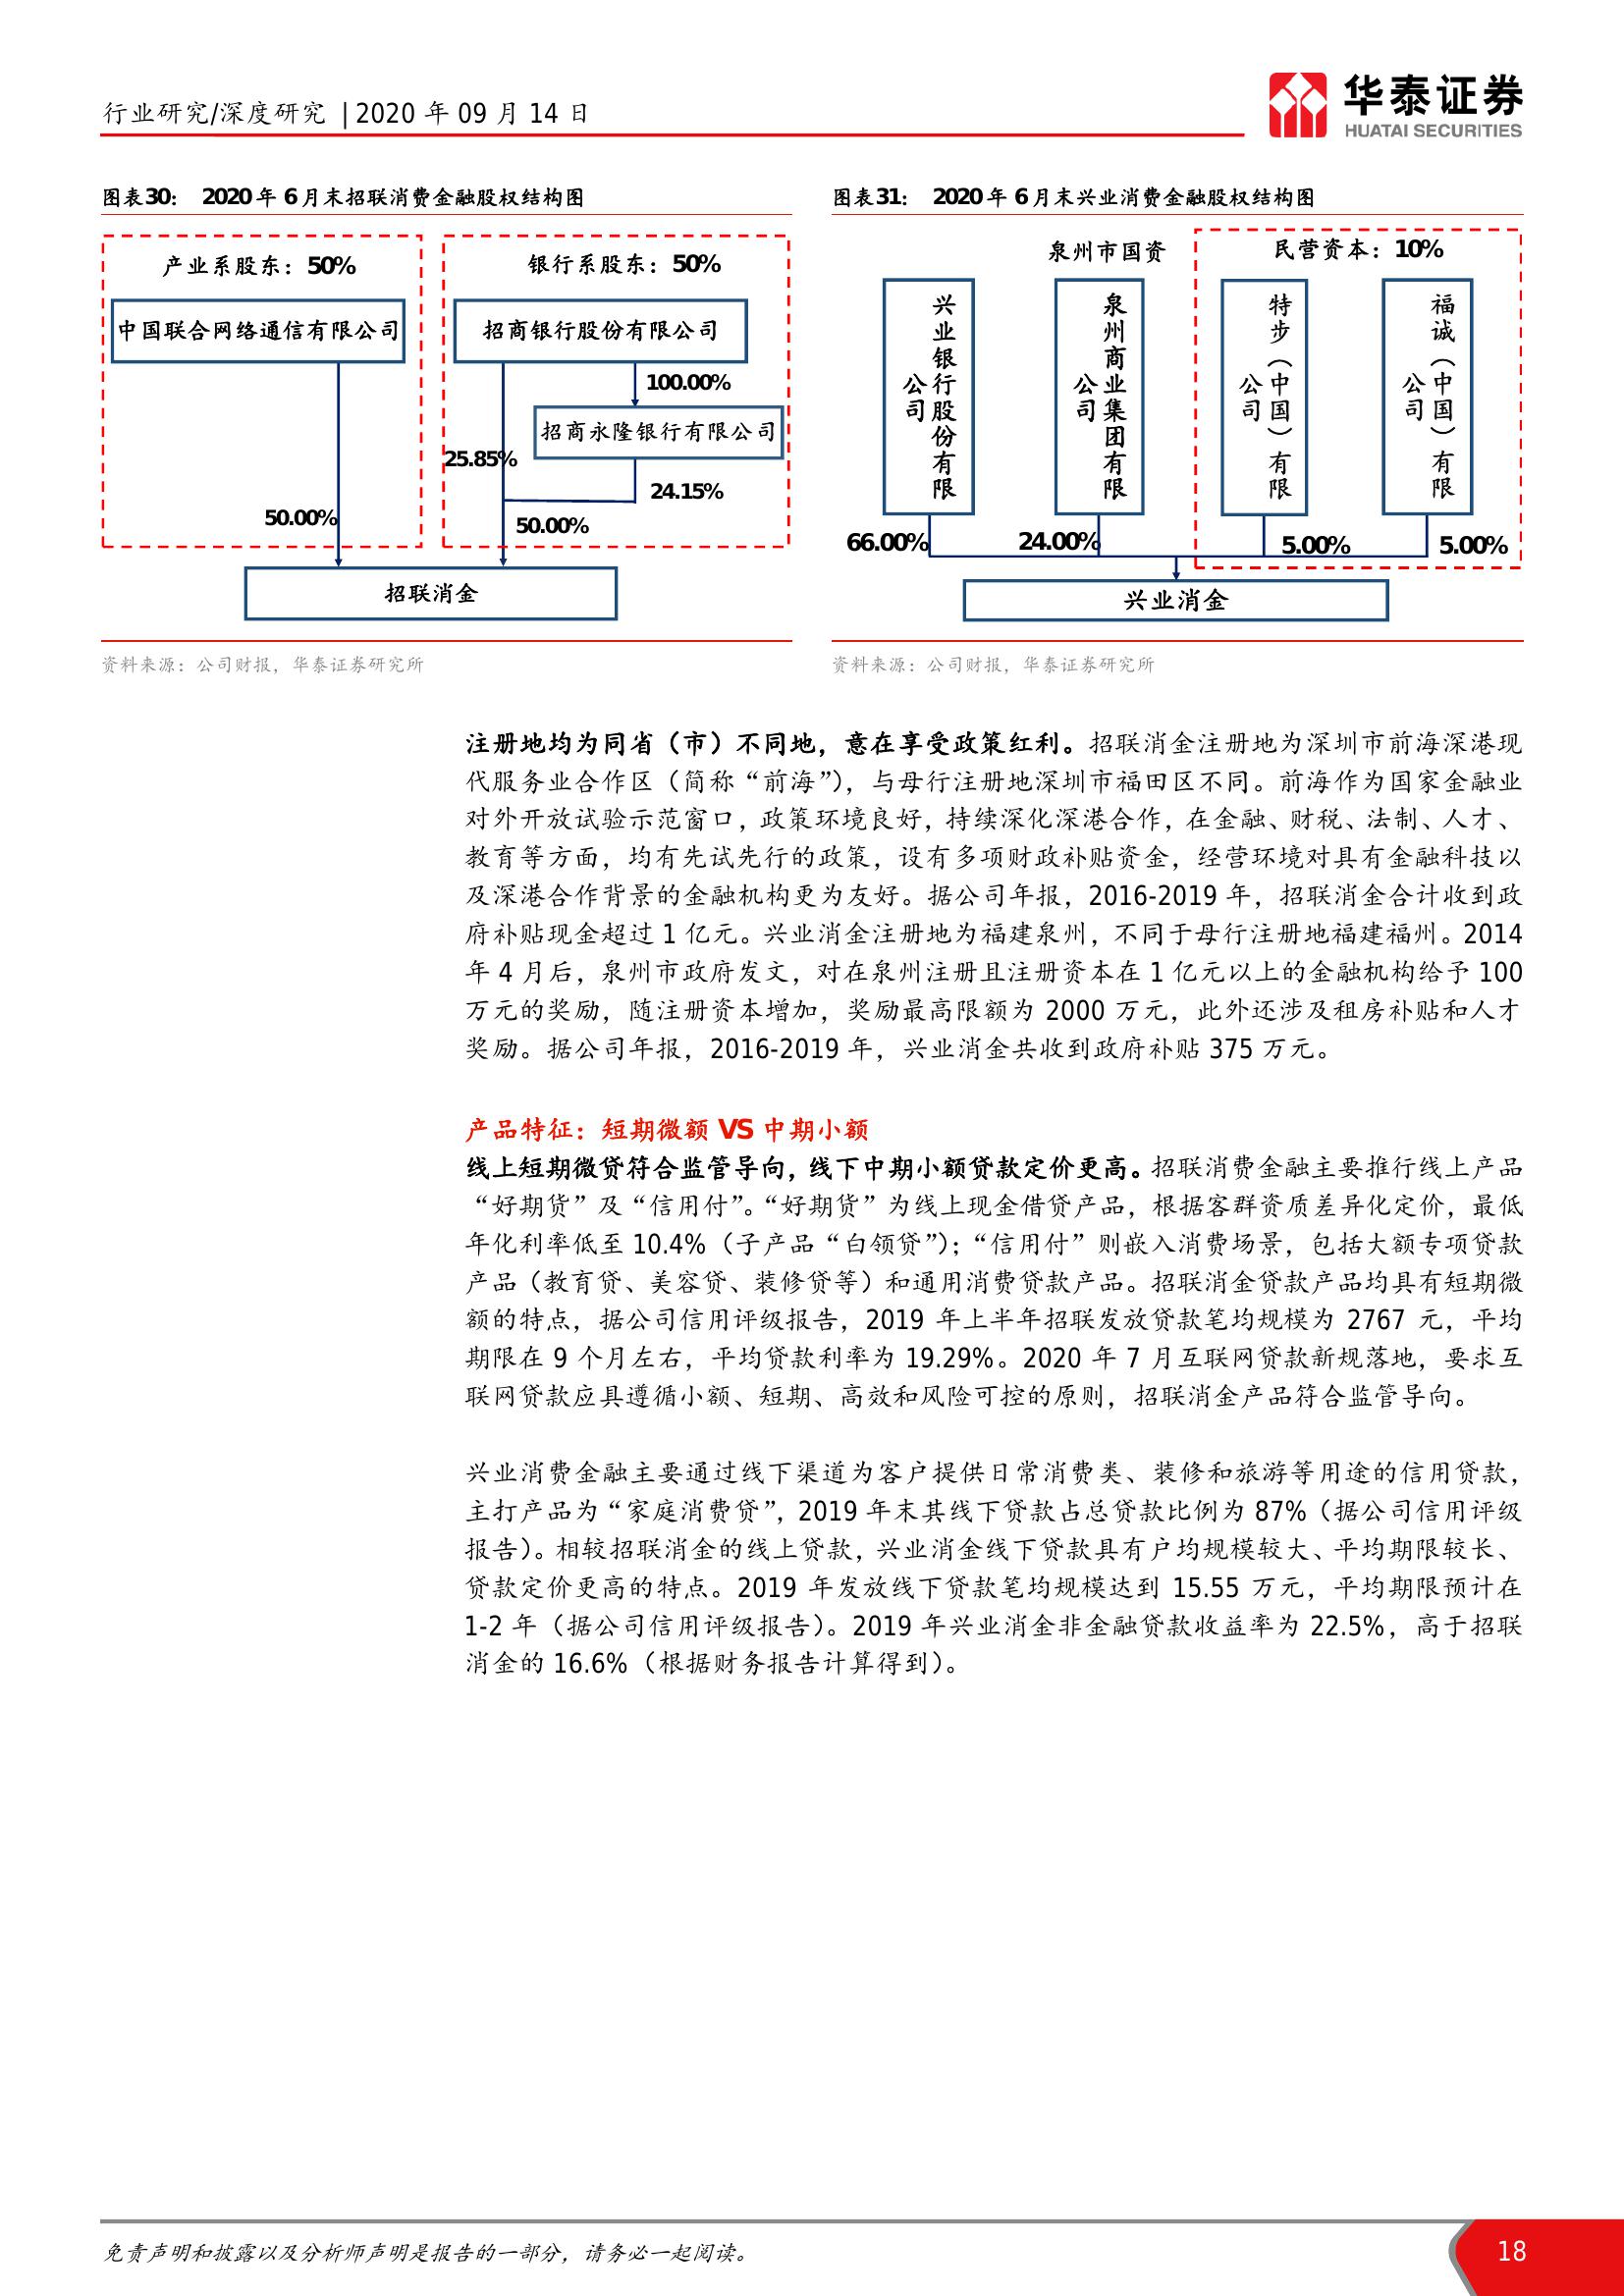 行业研究/深度研究 | 2020 年 09 月 14 日
华泰证券
HUATAI SECURITIES
图表30： 2020 年 6 月末招联消费金融股权结构图
产业系股东：50%
银行系股东：50%
中国联合网络通信有限公司
招商银行股份有限公司
100.00%
招商永隆银行有限公司
25.85%
24.15%
50.00%
50.00%
招联消金
资料来源：公司财报，华泰证券研究所
图表31： 2020 年 6 月末兴业消费金融股权结构图
泉州市国资
民营资本：10%
兴业银行股份有限
公司
泉州商业集团有限
公司
特步（中国）有限
公司
福诚（中国）有限
公司
66.00%
24.00%
5.00%
5.00%
兴业消金
资料来源：公司财报，华泰证券研究所
注册地均为同省（市）不同地，意在享受政策红利。招联消金注册地为深圳市前海深港现
代服务业合作区（简称“前海”），与母行注册地深圳市福田区不同。前海作为国家金融业
对外开放试验示范窗口，政策环境良好，持续深化深港合作，在金融、财税、法制、人才、
教育等方面，均有先试先行的政策，设有多项财政补贴资金，经营环境对具有金融科技以
及深港合作背景的金融机构更为友好。据公司年报，2016-2019 年，招联消金合计收到政
府补贴现金超过 1 亿元。兴业消金注册地为福建泉州，不同于母行注册地福建福州。2014
年 4 月后，泉州市政府发文，对在泉州注册且注册资本在 1 亿元以上的金融机构给予 100
万元的奖励，随注册资本增加，奖励最高限额为 2000 万元，此外还涉及租房补贴和人才
奖励。据公司年报，2016-2019 年，兴业消金共收到政府补贴 375 万元。
产品特征：短期微额 VS 中期小额
线上短期微贷符合监管导向，线下中期小额贷款定价更高。招联消费金融主要推行线上产品
“好期货”及“信用付”。“好期货”为线上现金借贷产品，根据客群资质差异化定价，最低
年化利率低至 10.4%（子产品“白领贷”）；“信用付”则嵌入消费场景，包括大额专项贷款
产品（教育贷、美容贷、装修贷等）和通用消费贷款产品。招联消金贷款产品均具有短期微
额的特点，据公司信用评级报告，2019 年上半年招联发放贷款笔均规模为 2767 元，平均
期限在 9 个月左右，平均贷款利率为 19.29%。2020 年 7 月互联网贷款新规落地，要求互
联网贷款应具遵循小额、短期、高效和风险可控的原则，招联消金产品符合监管导向。
兴业消费金融主要通过线下渠道为客户提供日常消费类、装修和旅游等用途的信用贷款，
主打产品为“家庭消费贷”，2019 年末其线下贷款占总贷款比例为 87%（据公司信用评级
报告）。相较招联消金的线上贷款，兴业消金线下贷款具有户均规模较大、平均期限较长、
贷款定价更高的特点。2019 年发放线下贷款笔均规模达到 15.55 万元，平均期限预计在
1-2 年（据公司信用评级报告）。2019 年兴业消金非金融贷款收益率为 22.5%，高于招联
消金的 16.6%（根据财务报告计算得到）。
免责声明和披露以及分析师声明是报告的一部分，请务必一起阅读。
18